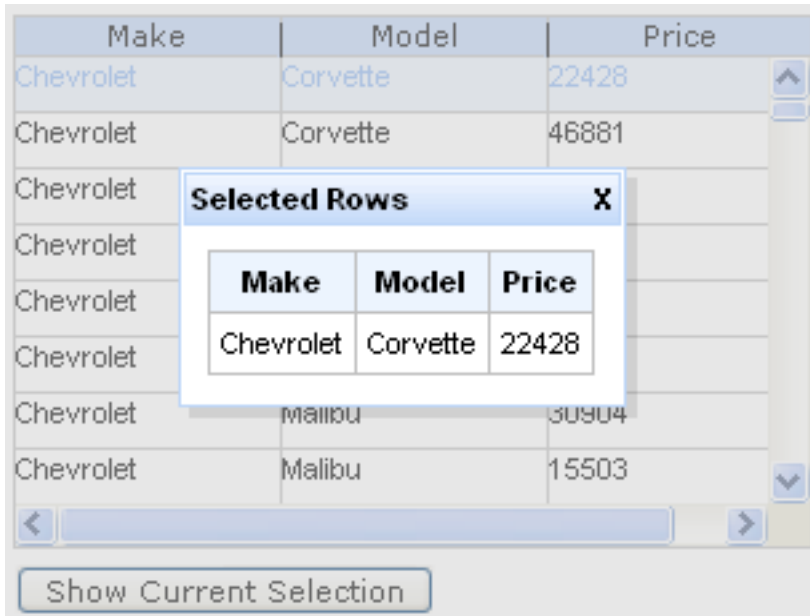 Make Model Price
Chevrolet Corvette 22428
Chevrolet Corvette 46881
Chevrolet
Selected Rows X
Chevrolet
Make Model Price
Chevrolet
Chevrolet Corvette 22428
Chevrolet
Chevrolet Malibu 30904
Chevrolet Malibu 15503
Show Current Selection